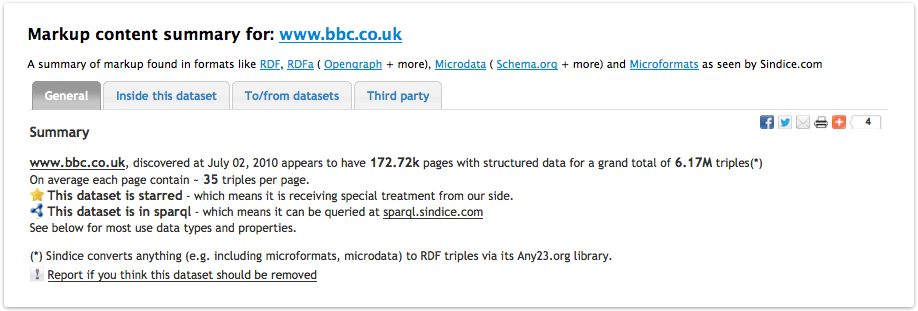 Markup content summary for: www.bbc.co.uk
A summary of markup found in formats like RDF, RDFa ( Opengraph + more), Microdata ( Schema.org + more) and Microformats as seen by Sindice.com
General Inside this dataset To/from datasets Third party
4
Summary
www.bbc.co.uk, discovered at July 02, 2010 appears to have 172.72k pages with structured data for a grand total of 6.17M triples(*)
On average each page contain ~ 35 triples per page.
This dataset is starred - which means it is receiving special treatment from our side.
This dataset is in sparql - which means it can be queried at sparql.sindice.com
See below for most use data types and properties.
(*) Sindice converts anything (e.g. including microformats, microdata) to RDF triples via its Any23.org library.
Report if you think this dataset should be removed